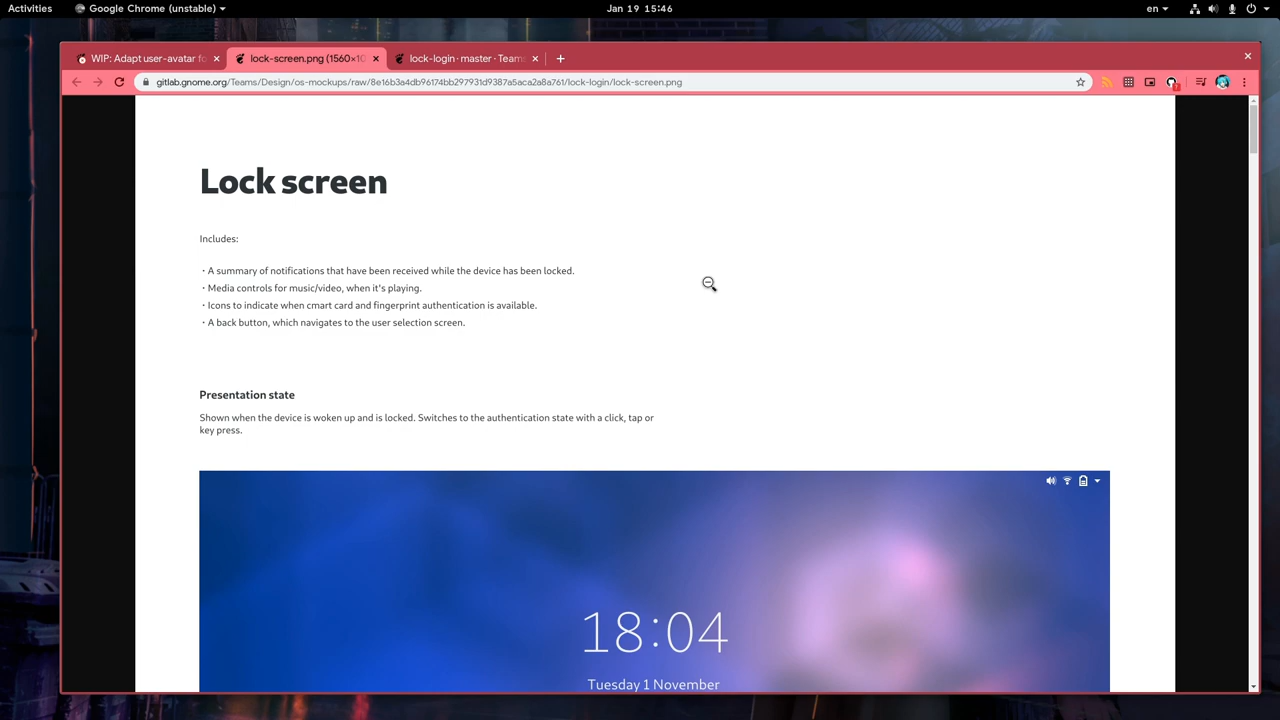 Activities
Google Chrome (unstable)
Jan 19 15:46
en
WIP: Adapt user-avatar fo
lock-screen.png (1560×10
lock-login · master · Teams
gitlab.gnome.org/Teams/Design/os-mockups/raw/8e16b3a4db96174bb297931d9387a5aca2a8a761/lock-login/lock-screen.png
Lock screen
Includes:
· A summary of notifications that have been received while the device has been locked.
· Media controls for music/video, when it's playing.
· Icons to indicate when cmart card and fingerprint authentication is available.
· A back button, which navigates to the user selection screen.
Presentation state
Shown when the device is woken up and is locked. Switches to the authentication state with a click, tap or
key press.
18:04
Tuesday 1 November